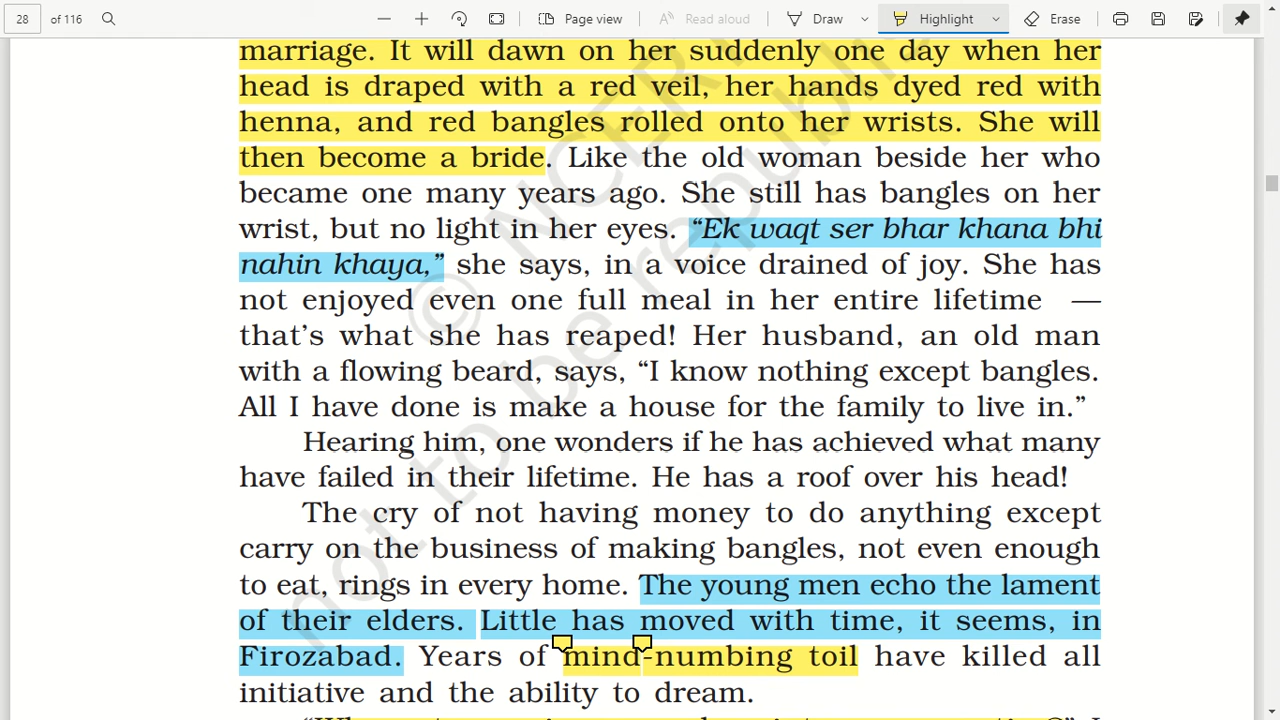 28 of 116 Page view Read aloud Draw Highlight Erase
marriage. It will dawn on her suddenly one day when her
head is draped with a red veil, her hands dyed red with
henna, and red bangles rolled onto her wrists. She will
then become a bride. Like the old woman beside her who
became one many years ago. She still has bangles on her
wrist, but no light in her eyes. “Ek waqt ser bhar khana bhi
nahin khaya,” she says, in a voice drained of joy. She has
not enjoyed even one full meal in her entire lifetime —
that’s what she has reaped! Her husband, an old man
with a flowing beard, says, “I know nothing except bangles.
All I have done is make a house for the family to live in.”
Hearing him, one wonders if he has achieved what many
have failed in their lifetime. He has a roof over his head!
The cry of not having money to do anything except
carry on the business of making bangles, not even enough
to eat, rings in every home. The young men echo the lament
of their elders. Little has moved with time, it seems, in
Firozabad. Years of mind-numbing toil have killed all
initiative and the ability to dream.
© NCERT
not to be republi